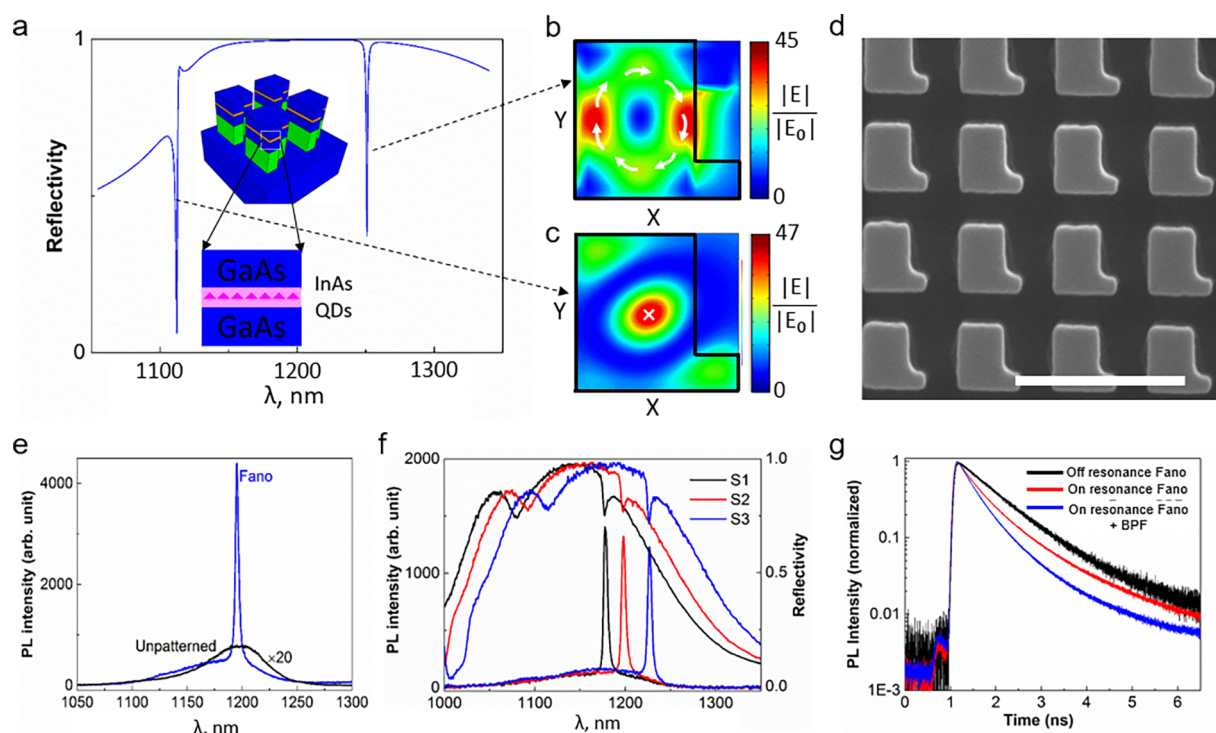 a
1
Reflectivity
1
1100
1200
1300
λ, nm
GaAs
InAs
QDs
GaAs
b
Y
X
45
|E|
|E₀|
0
c
Y
X
47
|E|
|E₀|
0
d
e
PL intensity (arb. unit)
4000
2000
0
Fano
Unpatterned
×20
1050
1100
1150
1200
1250
1300
λ, nm
f
PL intensity (arb. unit)
2000
1000
0
S1
S2
S3
1.0
0.5
0.0
Reflectivity
1000
1100
1200
1300
λ, nm
g
PL Intensity (normalized)
1
0.1
0.01
1E-3
Off resonance Fano
On resonance Fano
On resonance Fano
+ BPF
0
1
2
3
4
5
6
Time (ns)